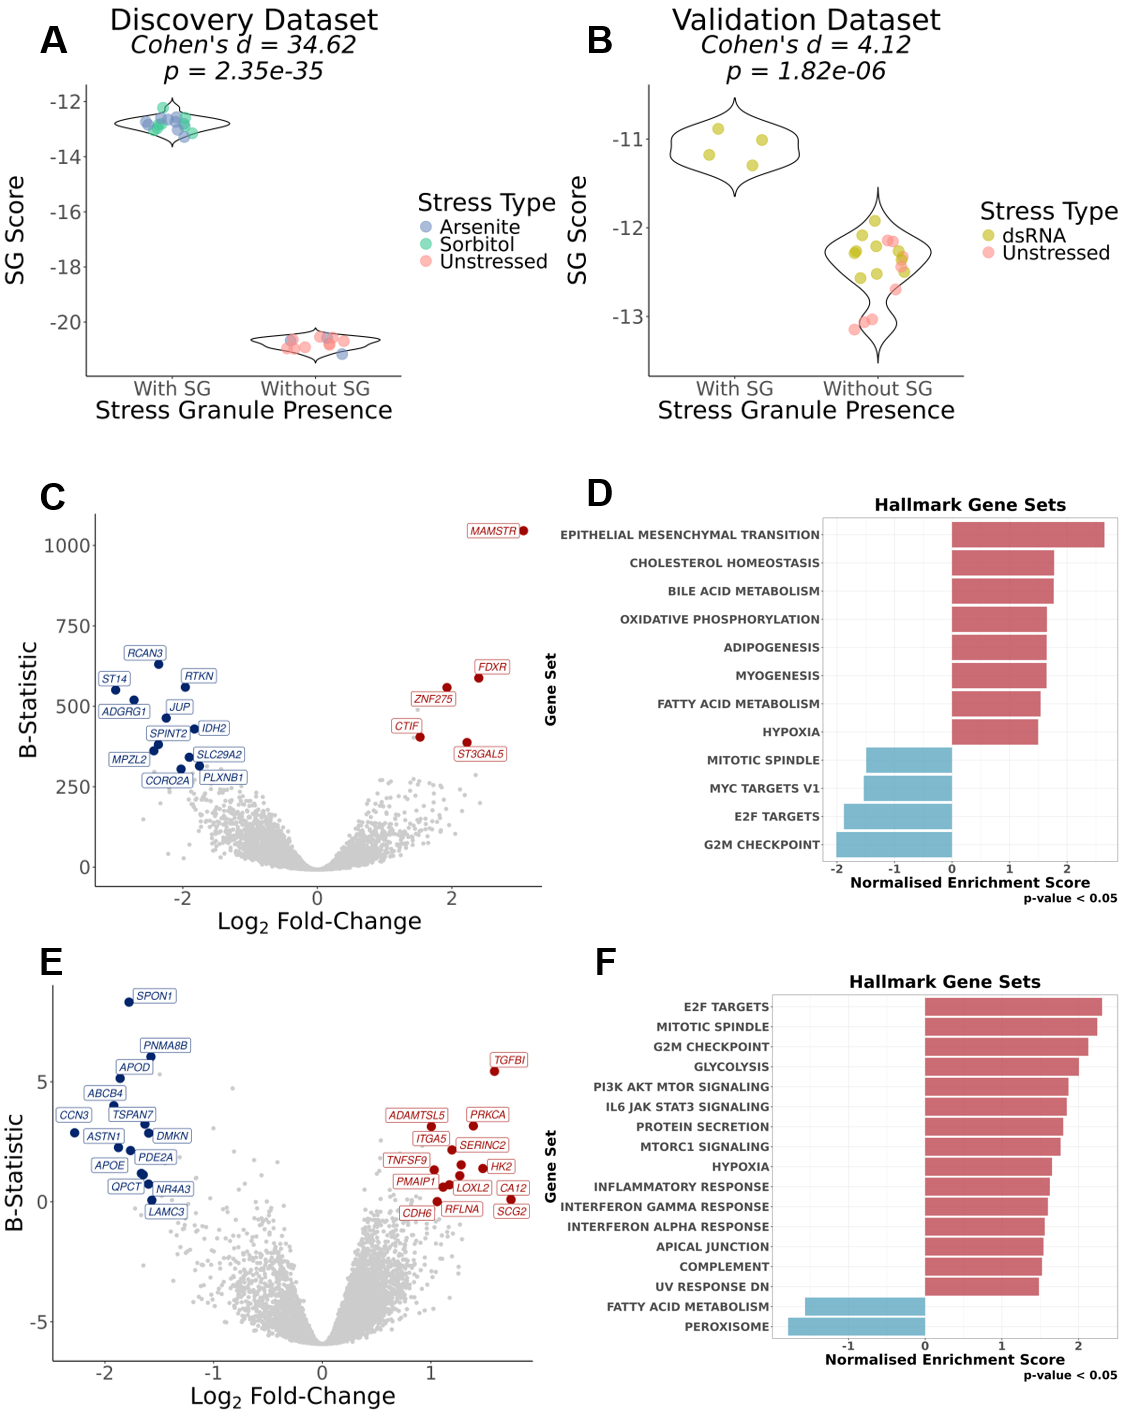 A
Discovery Dataset
Cohen's d = 34.62
p = 2.35e-35
SG Score
-12
-14
-16
-18
-20
With SG
Without SG
Stress Granule Presence
Stress Type
Arsenite
Sorbitol
Unstressed
B
Validation Dataset
Cohen's d = 4.12
p = 1.82e-06
SG Score
-11
-12
-13
With SG
Without SG
Stress Granule Presence
Stress Type
dsRNA
Unstressed
C
B-Statistic
1000
750
500
250
0
MAMSTR
RCAN3
ST14
RTKN
ADGRG1
JUP
SPINT2
IDH2
MPZL2
SLC29A2
CORO2A
PLXNB1
FDXR
ZNF275
CTIF
ST3GAL5
-2
0
2
Log2 Fold-Change
D
Hallmark Gene Sets
Gene Set
EPITHELIAL MESENCHYMAL TRANSITION
CHOLESTEROL HOMEOSTASIS
BILE ACID METABOLISM
OXIDATIVE PHOSPHORYLATION
ADIPOGENESIS
MYOGENESIS
FATTY ACID METABOLISM
HYPOXIA
MITOTIC SPINDLE
MYC TARGETS V1
E2F TARGETS
G2M CHECKPOINT
-2
-1
0
1
2
Normalised Enrichment Score
p-value < 0.05
E
B-Statistic
5
0
-5
SPON1
PNMA8B
APOD
ABCB4
CCN3
TSPAN7
ASTN1
DMKN
APOE
PDE2A
QPCT
NR4A3
LAMC3
TGFBI
ADAMTSL5
PRKCA
ITGA5
SERINC2
TNFSF9
HK2
PMAIP1
LOXL2
CA12
CDH6
RFLNA
SCG2
-2
-1
0
1
Log2 Fold-Change
F
Hallmark Gene Sets
Gene Set
E2F TARGETS
MITOTIC SPINDLE
G2M CHECKPOINT
GLYCOLYSIS
PI3K AKT MTOR SIGNALING
IL6 JAK STAT3 SIGNALING
PROTEIN SECRETION
MTORC1 SIGNALING
HYPOXIA
INFLAMMATORY RESPONSE
INTERFERON GAMMA RESPONSE
INTERFERON ALPHA RESPONSE
APICAL JUNCTION
COMPLEMENT
UV RESPONSE DN
FATTY ACID METABOLISM
PEROXISOME
-1
0
1
2
Normalised Enrichment Score
p-value < 0.05